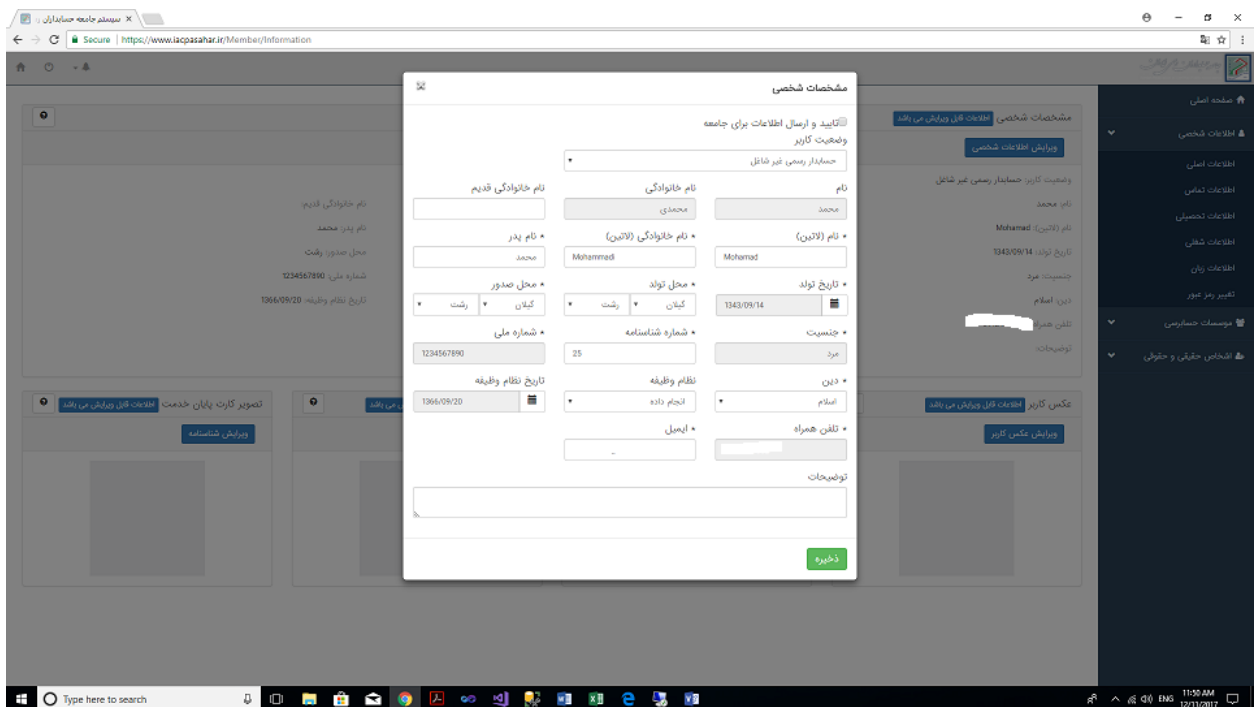 سیستم جامعه حسابداران ر
Secure | https://www.iacpasahar.ir/Member/Information
صفحه اصلی
اطلاعات شخصی
اطلاعات اصلی
اطلاعات تماس
اطلاعات تحصیلی
اطلاعات شغلی
اطلاعات زبان
تغییر رمز عبور
موسسات حسابرسی
اشخاص حقیقی و حقوقی
مشخصات شخصی اطلاعات قابل ویرایش می باشد
ویرایش اطلاعات شخصی
وضعیت کاربر: حسابدار رسمی غیر شاغل
نام: محمد
نام خانوادگی قدیم:
نام (لاتین): Mohamad
نام پدر: محمد
تاریخ تولد: 1343/09/14
محل صدور: رشت
جنسیت: مرد
شماره ملی: 1234567890
دین: اسلام
تاریخ نظام وظیفه: 1366/09/20
تلفن همراه
توضیحات:
مشخصات شخصی
تایید و ارسال اطلاعات برای جامعه
وضعیت کاربر
حسابدار رسمی غیر شاغل
نام نام خانوادگی نام خانوادگی قدیم
محمد محمدی
* نام (لاتین) * نام خانوادگی (لاتین) * نام پدر
Mohamad Mohammadi محمد
* تاریخ تولد * محل تولد * محل صدور
1343/09/14 گیلان رشت گیلان رشت
* جنسیت * شماره شناسنامه * شماره ملی
مرد 25 1234567890
* دین نظام وظیفه تاریخ نظام وظیفه
اسلام انجام داده 1366/09/20
* تلفن همراه * ایمیل
توضیحات
ذخیره
عکس کاربر اطلاعات قابل ویرایش می باشد
ویرایش عکس کاربر
ی می باشد
تصویر کارت پایان خدمت اطلاعات قابل ویرایش می باشد
ویرایش شناسنامه
Type here to search
ENG
11:50 AM
12/11/2017